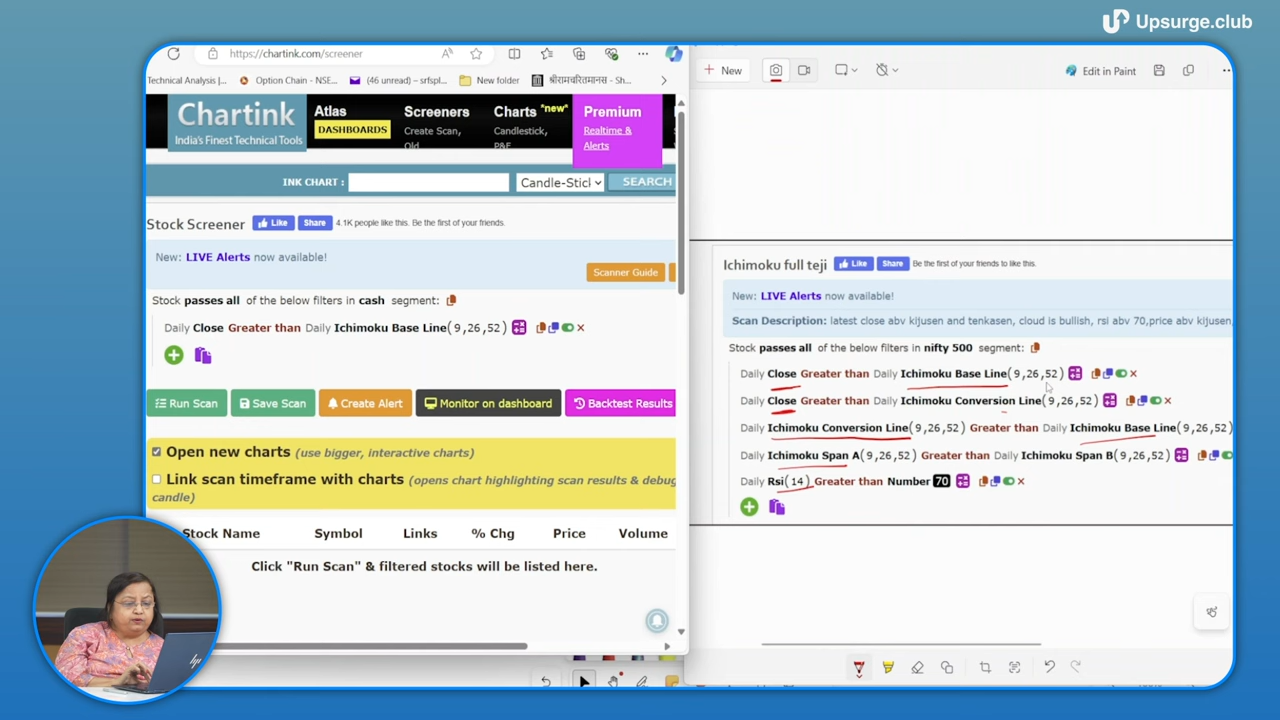 Upsurge.club
https://chartink.com/screener
Technical Analysis |...
Option Chain - NSE...
(46 unread) - srfspl...
New folder
श्रीरामचरितमानस - Sh...
Chartink
India's Finest Technical Tools
Atlas
DASHBOARDS
Screeners
Create Scan,
Old
Charts *new*
Candlestick,
P&F
Premium
Realtime &
Alerts
INK CHART :
Candle-Stick
SEARCH
Stock Screener
Like
Share
4.1K people like this. Be the first of your friends.
New: LIVE Alerts now available!
Scanner Guide
Stock passes all of the below filters in cash segment:
Daily Close Greater than Daily Ichimoku Base Line(9,26,52)
Run Scan
Save Scan
Create Alert
Monitor on dashboard
Backtest Results
Open new charts (use bigger, interactive charts)
Link scan timeframe with charts (opens chart highlighting scan results & debug
candle)
Stock Name Symbol Links % Chg Price Volume
Click "Run Scan" & filtered stocks will be listed here.
New
Edit in Paint
Ichimoku full teji
Like
Share
Be the first of your friends to like this.
New: LIVE Alerts now available!
Scan Description: latest close abv kijusen and tenkasen, cloud is bullish, rsi abv 70,price abv kijusen,
Stock passes all of the below filters in nifty 500 segment:
Daily Close Greater than Daily Ichimoku Base Line(9,26,52)
Daily Close Greater than Daily Ichimoku Conversion Line(9,26,52)
Daily Ichimoku Conversion Line(9,26,52) Greater than Daily Ichimoku Base Line(9,26,52)
Daily Ichimoku Span A(9,26,52) Greater than Daily Ichimoku Span B(9,26,52)
Daily Rsi(14) Greater than Number 70
hp